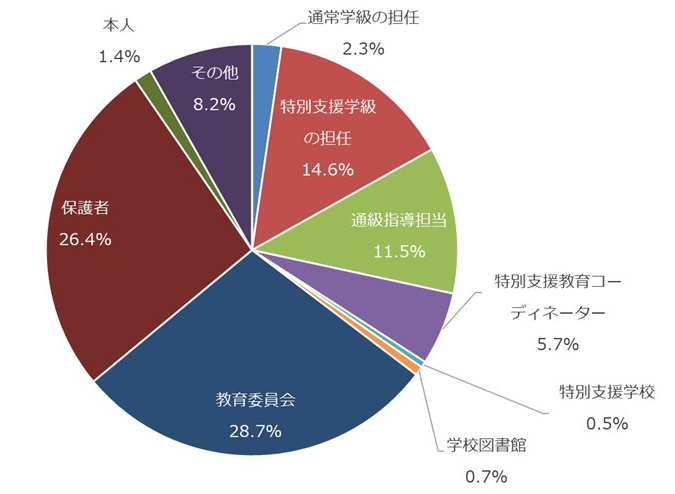 通常学級の担任
2.3%
特別支援学級
の担任
14.6%
通級指導担当
11.5%
特別支援教育コー
ディネーター
5.7%
特別支援学校
0.5%
学校図書館
0.7%
教育委員会
28.7%
保護者
26.4%
本人
1.4%
その他
8.2%